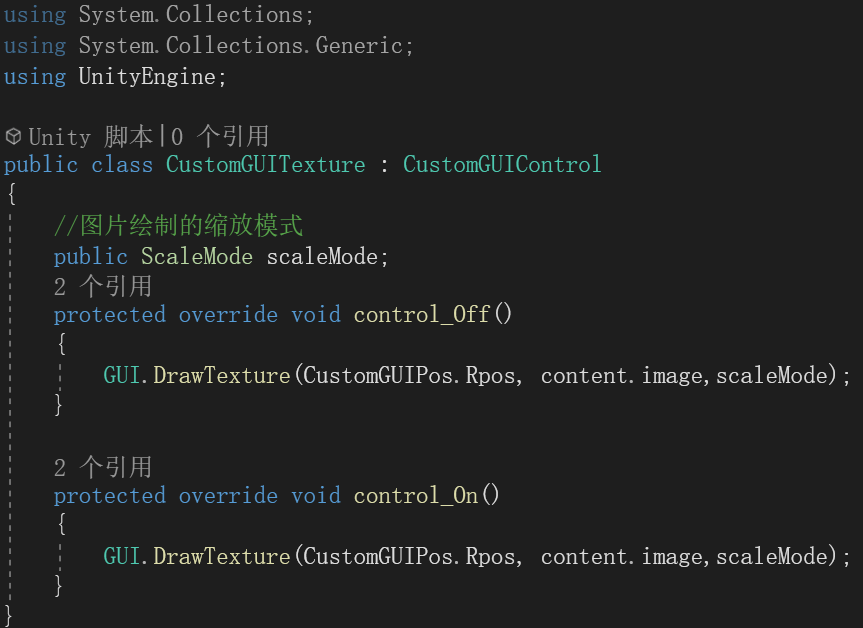 using System.Collections;
using System.Collections.Generic;
using UnityEngine;
Unity 脚本|0 个引用
public class CustomGUITexture : CustomGUIControl
{
//图片绘制的缩放模式
public ScaleMode scaleMode;
2 个引用
protected override void control_Off()
{
GUI.DrawTexture(CustomGUIPos.Rpos, content.image,scaleMode);
}
2 个引用
protected override void control_On()
{
GUI.DrawTexture(CustomGUIPos.Rpos, content.image,scaleMode);
}
}